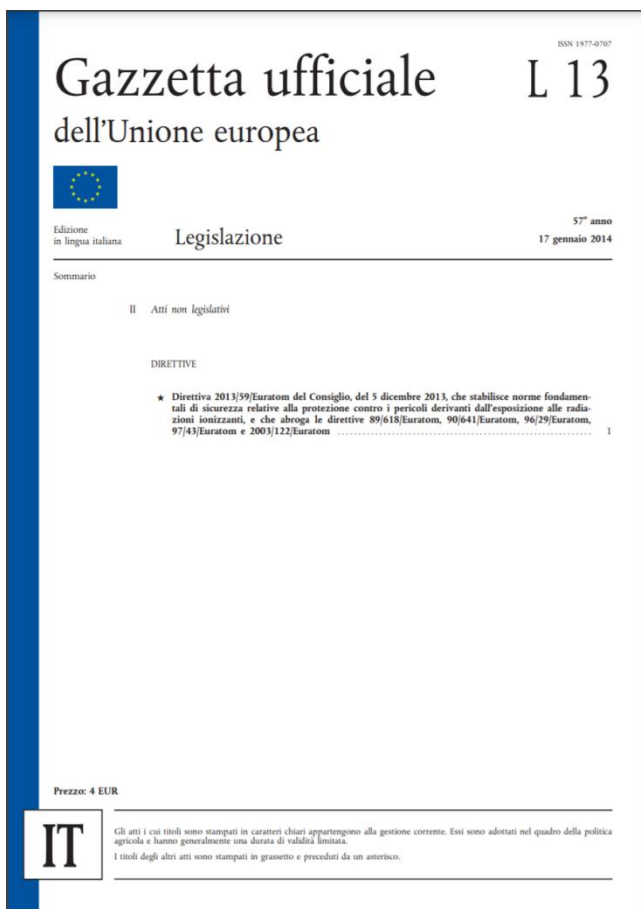 ISSN 1977-0707
Gazzetta ufficiale
L 13
dell'Unione europea
57° anno
Edizione
in lingua italiana
Legislazione
17 gennaio 2014
Sommario
II Atti non legislativi
DIRETTIVE
★ Direttiva 2013/59/Euratom del Consiglio, del 5 dicembre 2013, che stabilisce norme fondamen-
tali di sicurezza relative alla protezione contro i pericoli derivanti dall'esposizione alle radia-
zioni ionizzanti, e che abroga le direttive 89/618/Euratom, 90/641/Euratom, 96/29/Euratom,
97/43/Euratom e 2003/122/Euratom ........................................................................ 1
Prezzo: 4 EUR
IT
Gli atti i cui titoli sono stampati in caratteri chiari appartengono alla gestione corrente. Essi sono adottati nel quadro della politica
agricola e hanno generalmente una durata di validità limitata.
I titoli degli altri atti sono stampati in grassetto e preceduti da un asterisco.